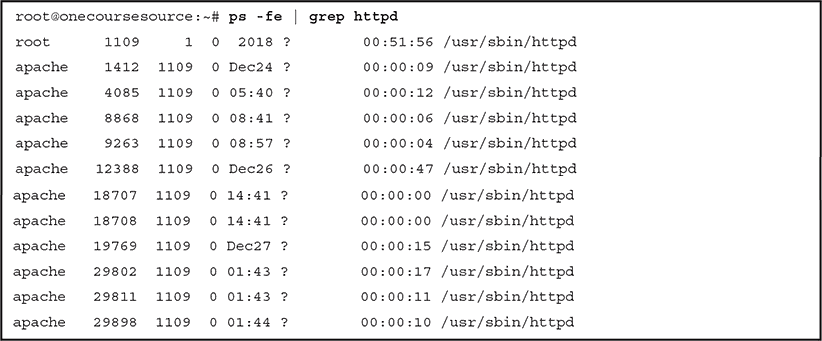 root@onecoursesource:~# ps -fe | grep httpd
root 1109 1 0 2018 ? 00:51:56 /usr/sbin/httpd
apache 1412 1109 0 Dec24 ? 00:00:09 /usr/sbin/httpd
apache 4085 1109 0 05:40 ? 00:00:12 /usr/sbin/httpd
apache 8868 1109 0 08:41 ? 00:00:06 /usr/sbin/httpd
apache 9263 1109 0 08:57 ? 00:00:04 /usr/sbin/httpd
apache 12388 1109 0 Dec26 ? 00:00:47 /usr/sbin/httpd
apache 18707 1109 0 14:41 ? 00:00:00 /usr/sbin/httpd
apache 18708 1109 0 14:41 ? 00:00:00 /usr/sbin/httpd
apache 19769 1109 0 Dec27 ? 00:00:15 /usr/sbin/httpd
apache 29802 1109 0 01:43 ? 00:00:17 /usr/sbin/httpd
apache 29811 1109 0 01:43 ? 00:00:11 /usr/sbin/httpd
apache 29898 1109 0 01:44 ? 00:00:10 /usr/sbin/httpd